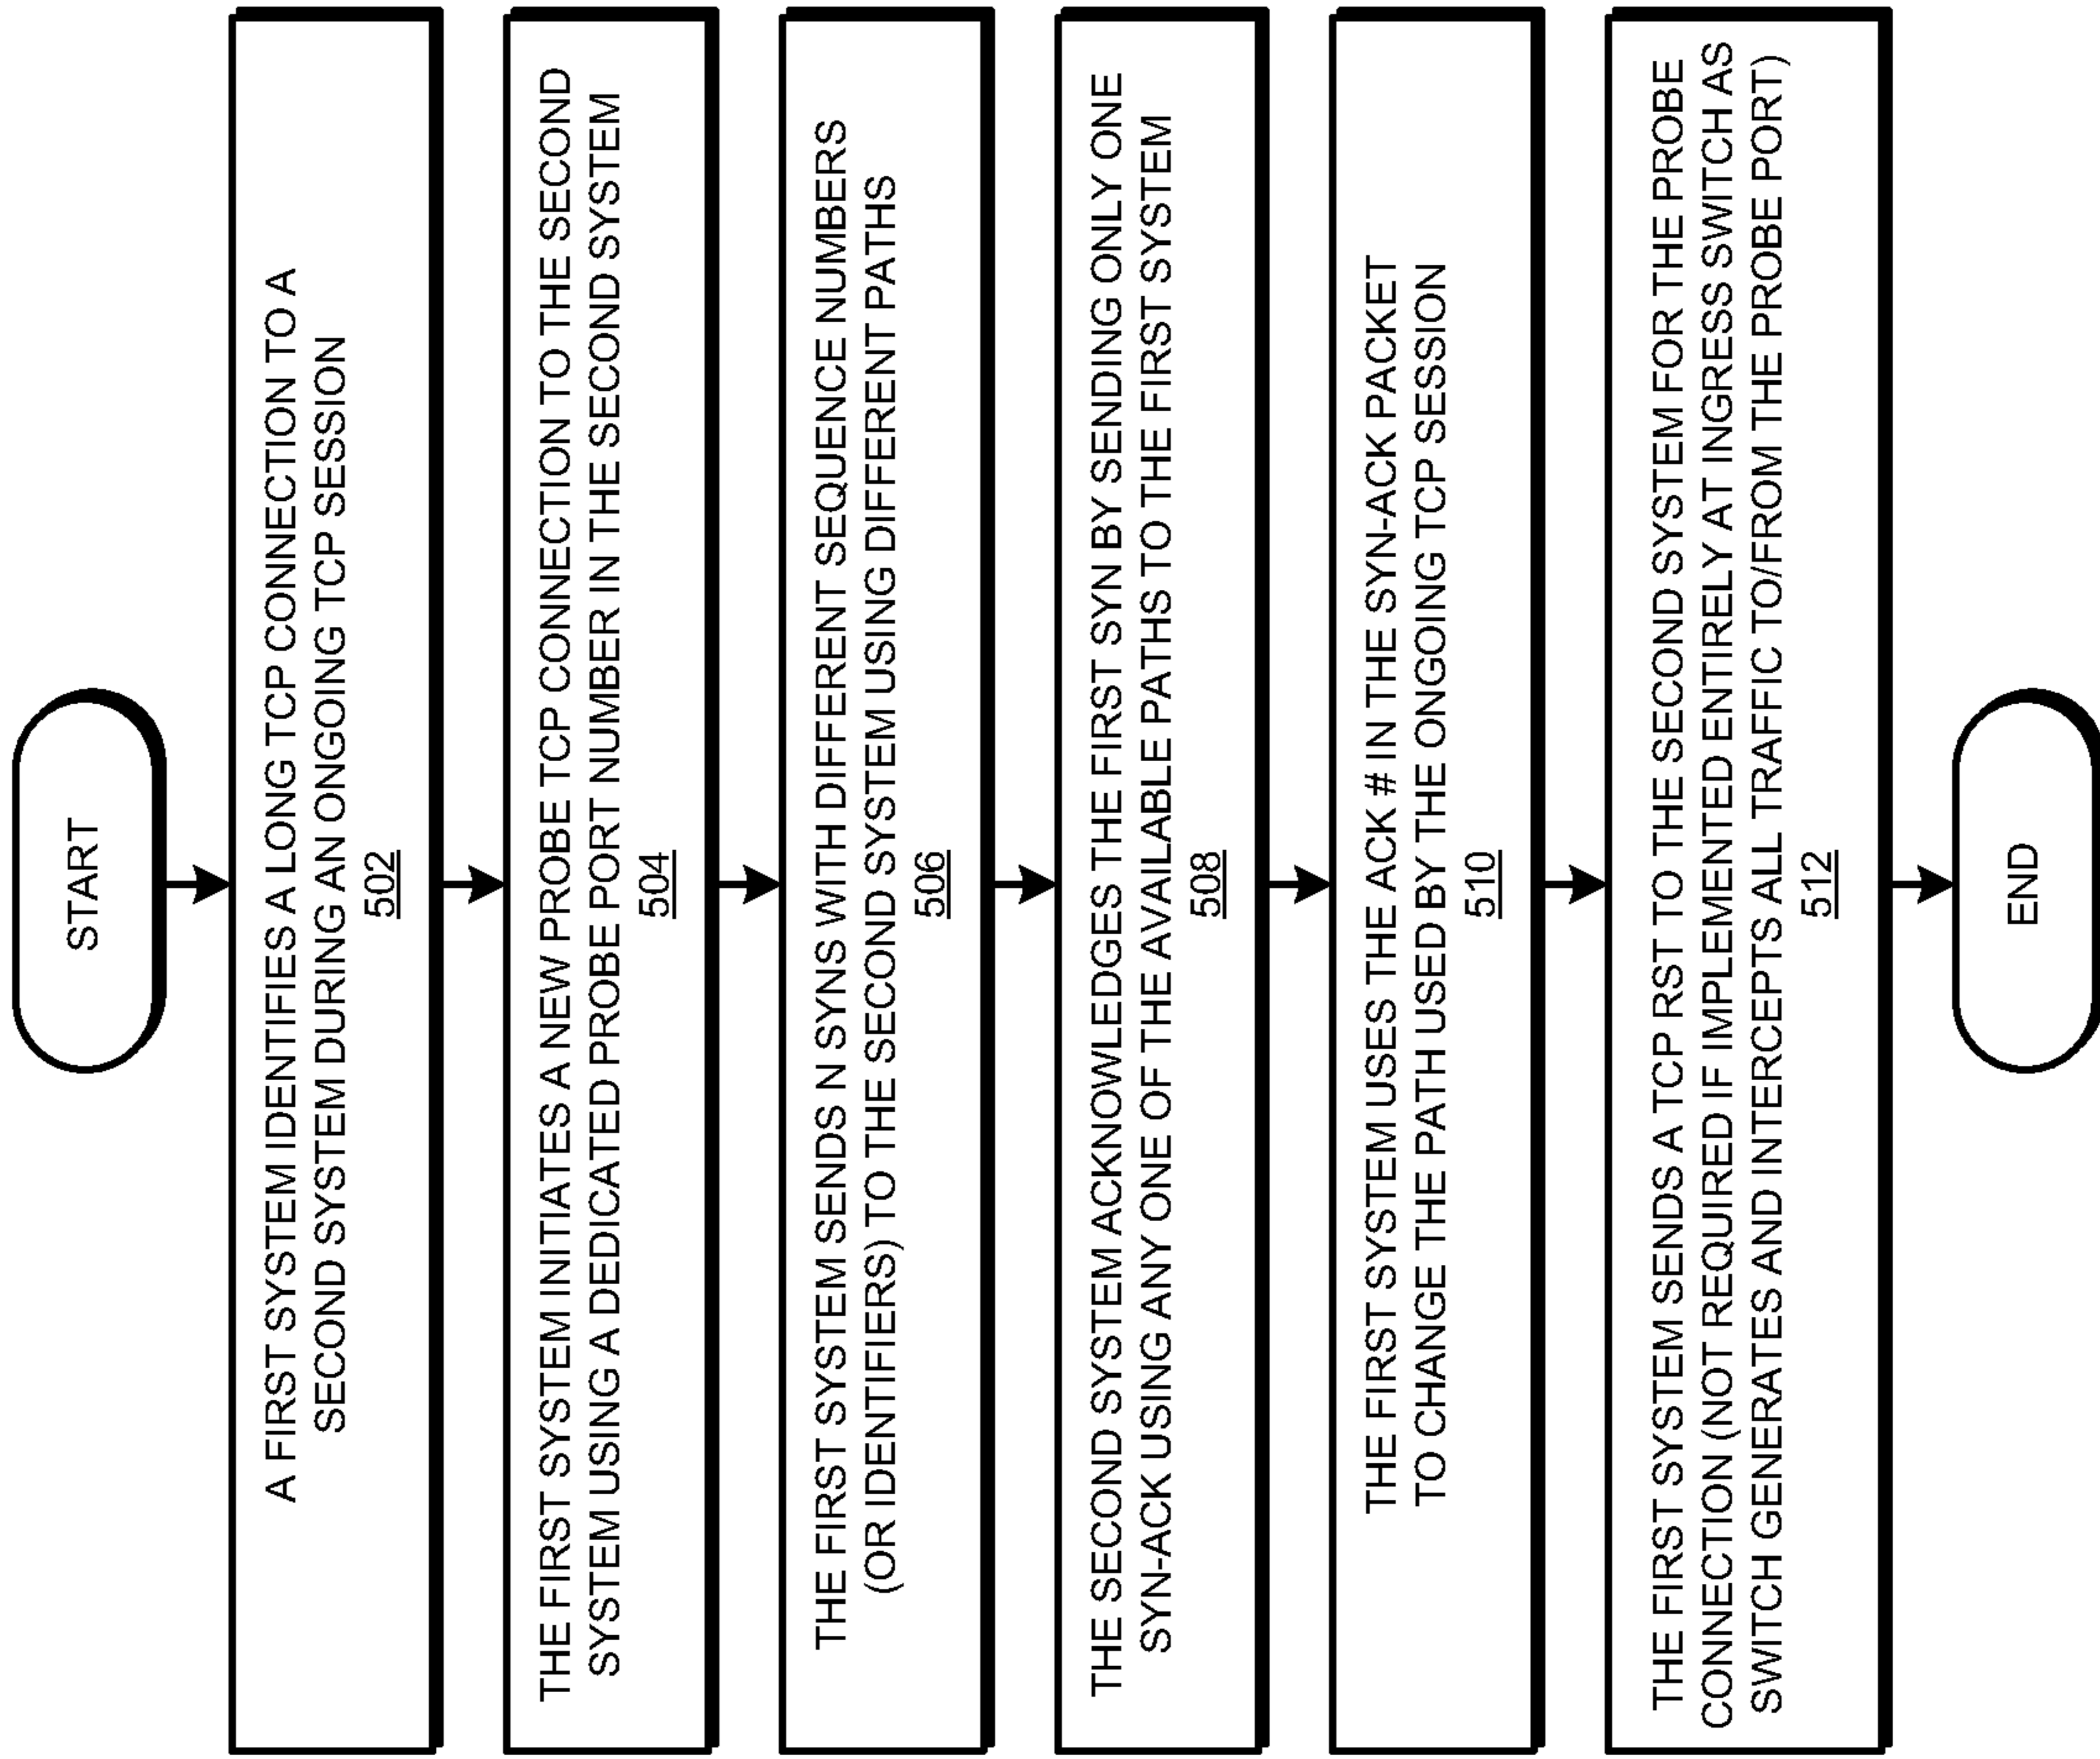 START
A FIRST SYSTEM IDENTIFIES A LONG TCP CONNECTION TO A
SECOND SYSTEM DURING AN ONGOING TCP SESSION
502
THE FIRST SYSTEM INITIATES A NEW PROBE TCP CONNECTION TO THE SECOND
SYSTEM USING A DEDICATED PROBE PORT NUMBER IN THE SECOND SYSTEM
504
THE FIRST SYSTEM SENDS N SYNS WITH DIFFERENT SEQUENCE NUMBERS
(OR IDENTIFIERS) TO THE SECOND SYSTEM USING DIFFERENT PATHS
506
THE SECOND SYSTEM ACKNOWLEDGES THE FIRST SYN BY SENDING ONLY ONE
SYN-ACK USING ANY ONE OF THE AVAILABLE PATHS TO THE FIRST SYSTEM
508
THE FIRST SYSTEM USES THE ACK # IN THE SYN-ACK PACKET
TO CHANGE THE PATH USED BY THE ONGOING TCP SESSION
510
THE FIRST SYSTEM SENDS A TCP RST TO THE SECOND SYSTEM FOR THE PROBE
CONNECTION (NOT REQUIRED IF IMPLEMENTED ENTIRELY AT INGRESS SWITCH AS
SWITCH GENERATES AND INTERCEPTS ALL TRAFFIC TO/FROM THE PROBE PORT)
512
END